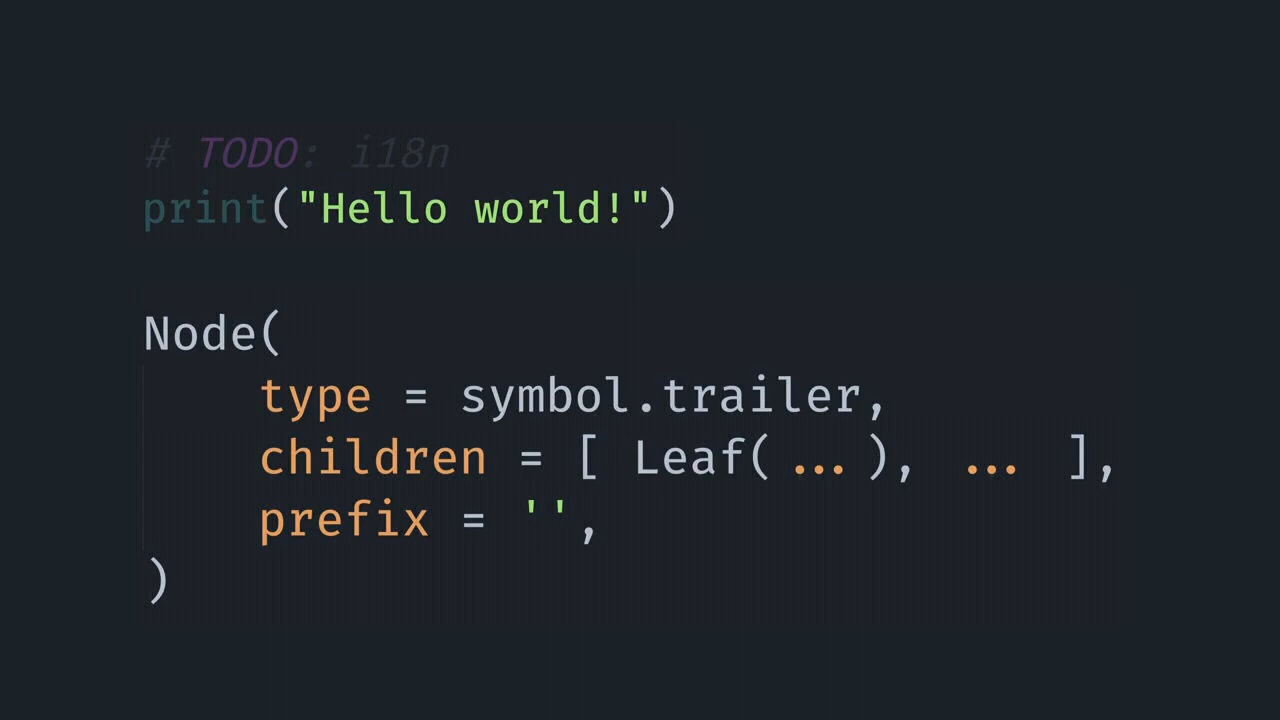 # TODO: i18n
print("Hello world!")
Node(
    type = symbol.trailer,
    children = [ Leaf(...), ... ],
    prefix = '',
)